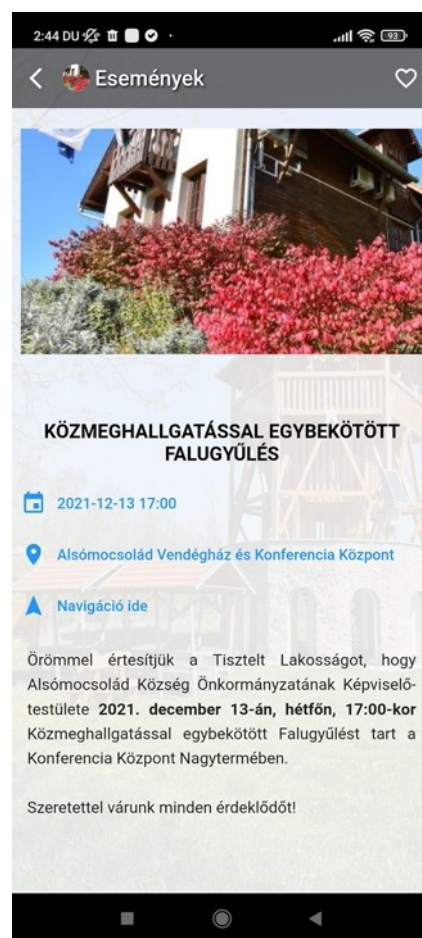 2:44 DU
93
Események
KÖZMEGHALLGATÁSSAL EGYBEKÖTÖTT
FALUGYŰLÉS
2021-12-13 17:00
Alsómocsolád Vendégház és Konferencia Központ
Navigáció ide
Örömmel értesítjük a Tisztelt Lakosságot, hogy
Alsómocsolád Község Önkormányzatának Képviselő-
testülete 2021. december 13-án, hétfőn, 17:00-kor
Közmeghallgatással egybekötött Falugyűlést tart a
Konferencia Központ Nagytermében.
Szeretettel várunk minden érdeklődőt!